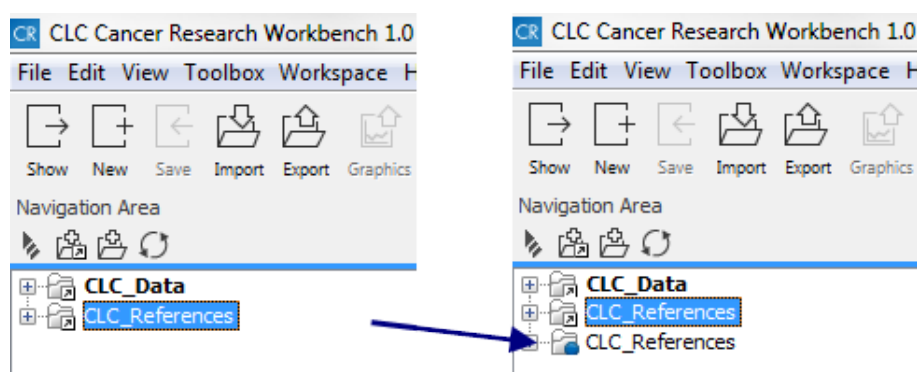 CR CLC Cancer Research Workbench 1.0
File Edit View Toolbox Workspace H
Show New Save Import Export Graphics
Navigation Area
CLC_Data
CLC_References
CR CLC Cancer Research Workbench 1.0
File Edit View Toolbox Workspace H
Show New Save Import Export Graphics
Navigation Area
CLC_Data
CLC_References
CLC_References